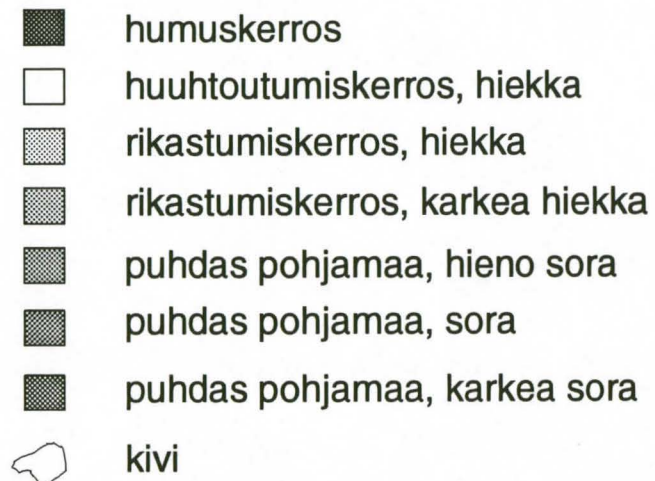 humuskerros
huuhtoutumiskerros, hiekka
rikastumiskerros, hiekka
rikastumiskerros, karkea hiekka
puhdas pohjamaa, hieno sora
puhdas pohjamaa, sora
puhdas pohjamaa, karkea sora
kivi